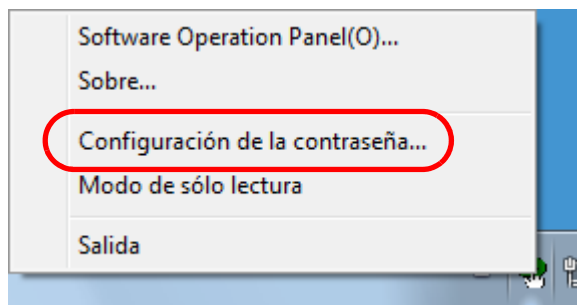 Software Operation Panel(O)...
Sobre...
Configuración de la contraseña...
Modo de sólo lectura
Salida